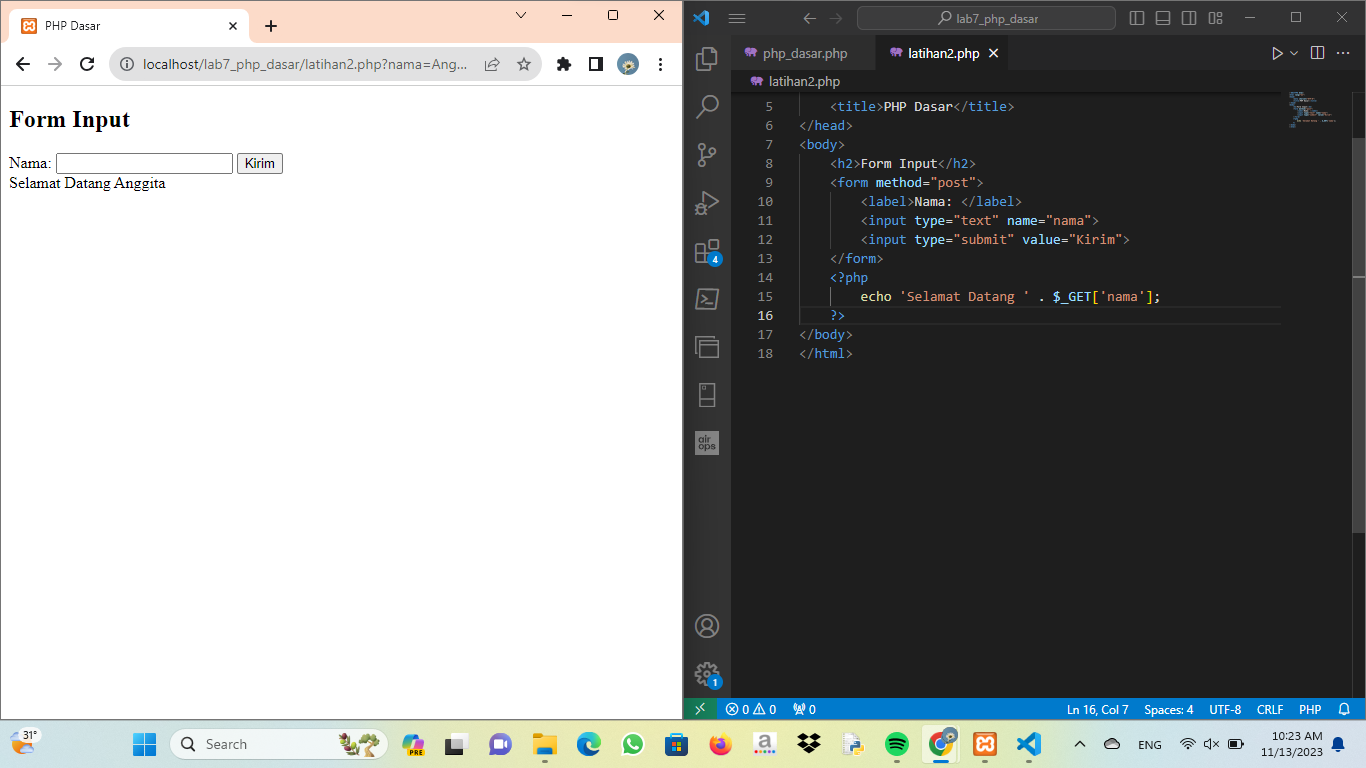 PHP Dasar
localhost/lab7_php_dasar/latihan2.php?nama=Ang...
Form Input
Nama: Kirim
Selamat Datang Anggita
lab7_php_dasar
php_dasar.php latihan2.php
latihan2.php
5 <title>PHP Dasar</title>
6 </head>
7 <body>
8 <h2>Form Input</h2>
9 <form method="post">
10 <label>Nama: </label>
11 <input type="text" name="nama">
12 <input type="submit" value="Kirim">
13 </form>
14 <?php
15 echo 'Selamat Datang ' . $_GET['nama'];
16 ?>
17 </body>
18 </html>
4
air
ops
1
0 0 0 Ln 16, Col 7 Spaces: 4 UTF-8 CRLF PHP
31° Search PRE a ENG 10:23 AM
11/13/2023